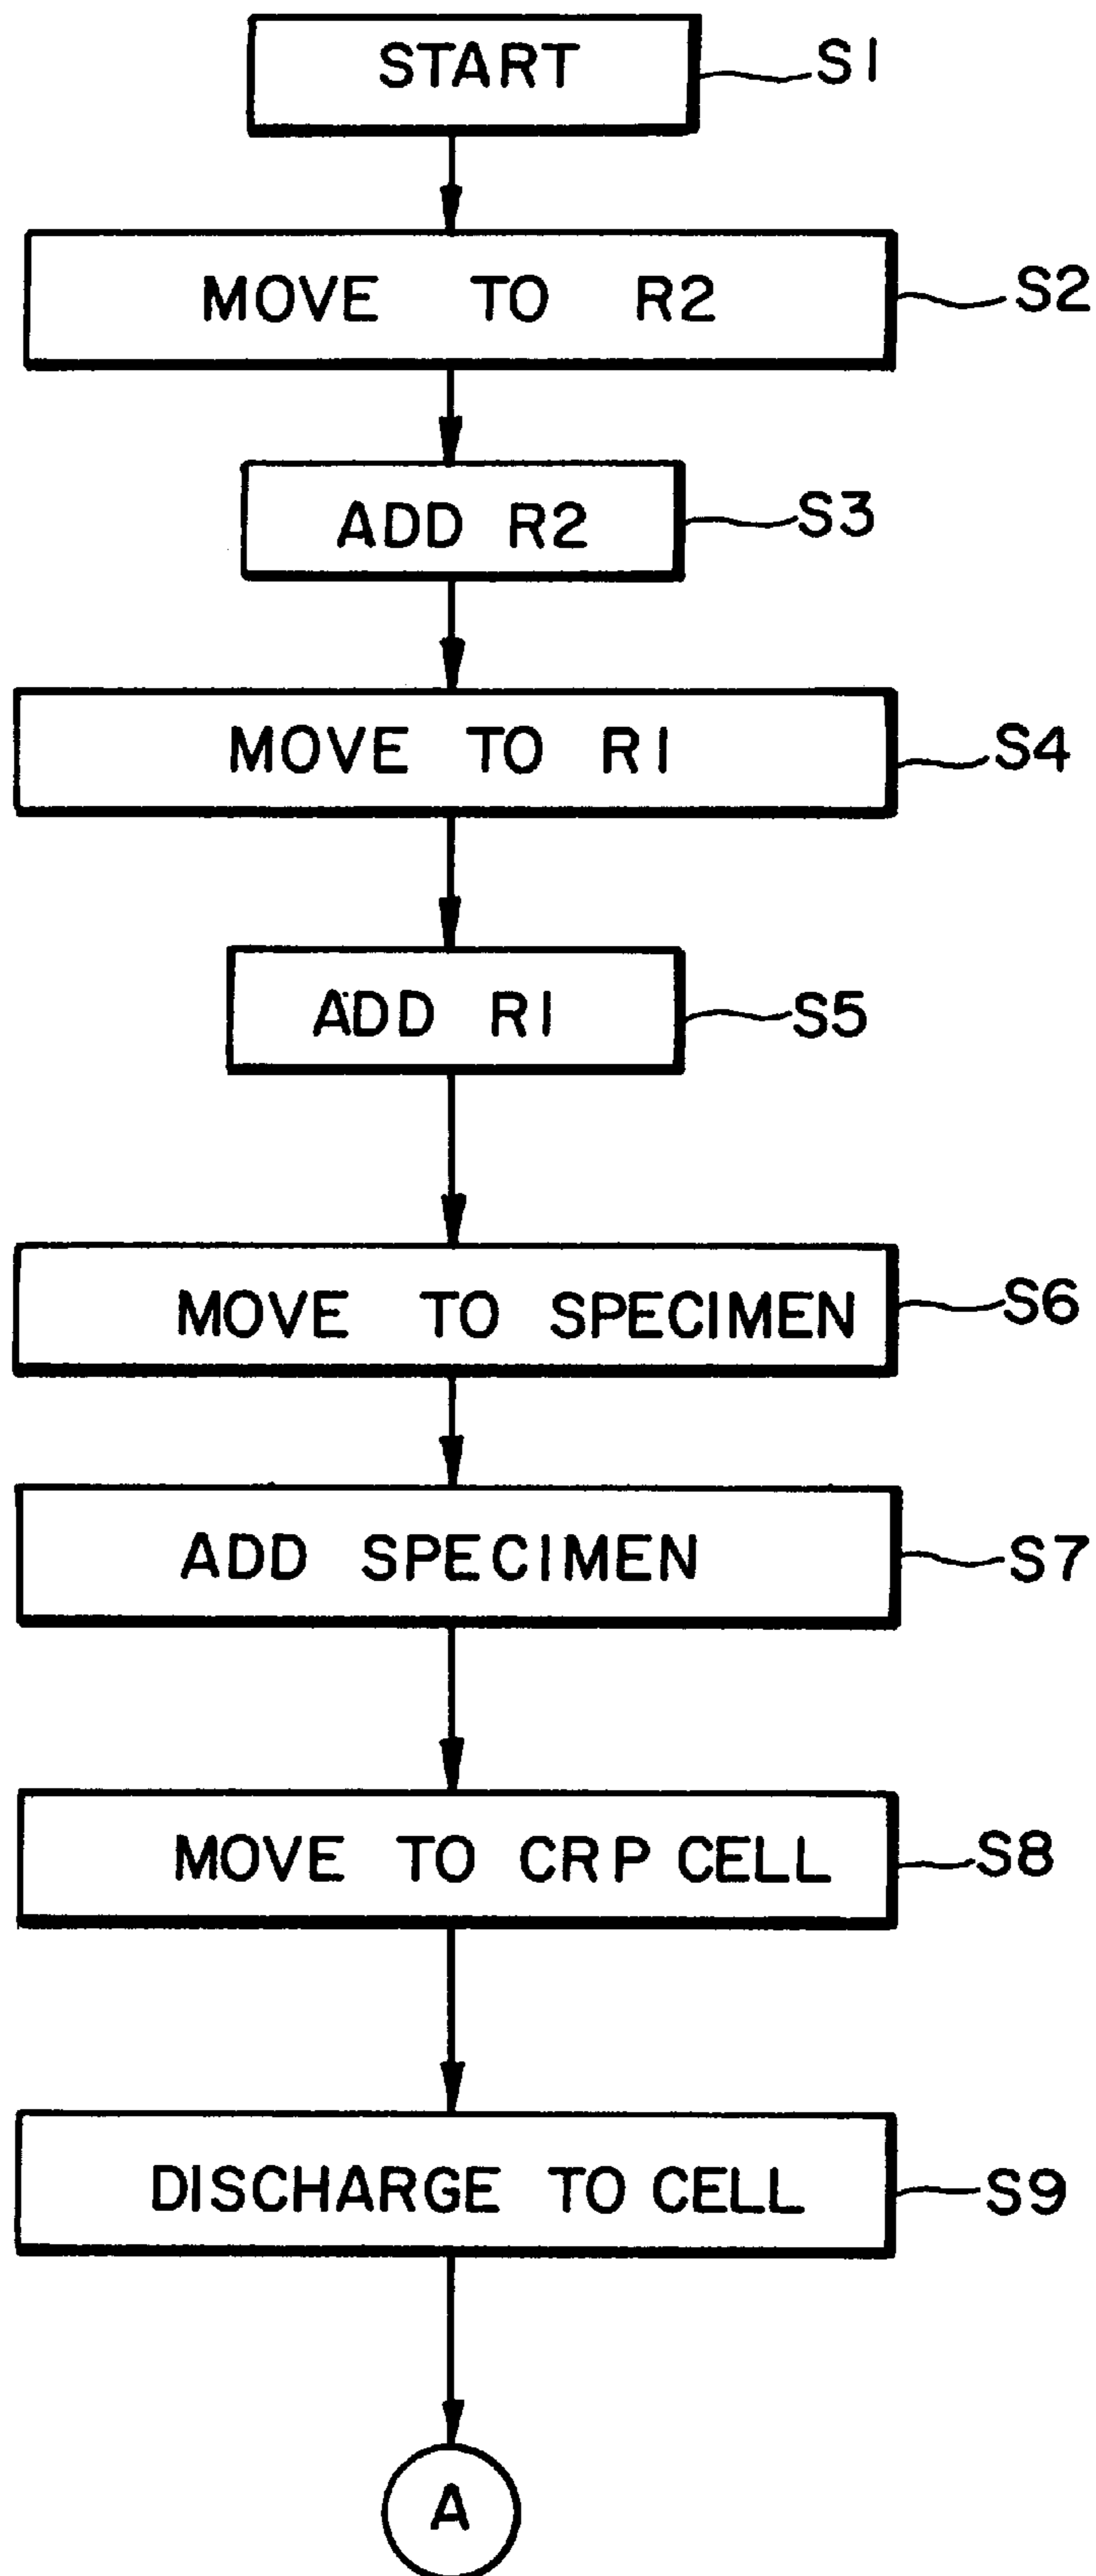 START S1
MOVE TO R2 S2
ADD R2 S3
MOVE TO R1 S4
ADD R1 S5
MOVE TO SPECIMEN S6
ADD SPECIMEN S7
MOVE TO CRP CELL S8
DISCHARGE TO CELL S9
A